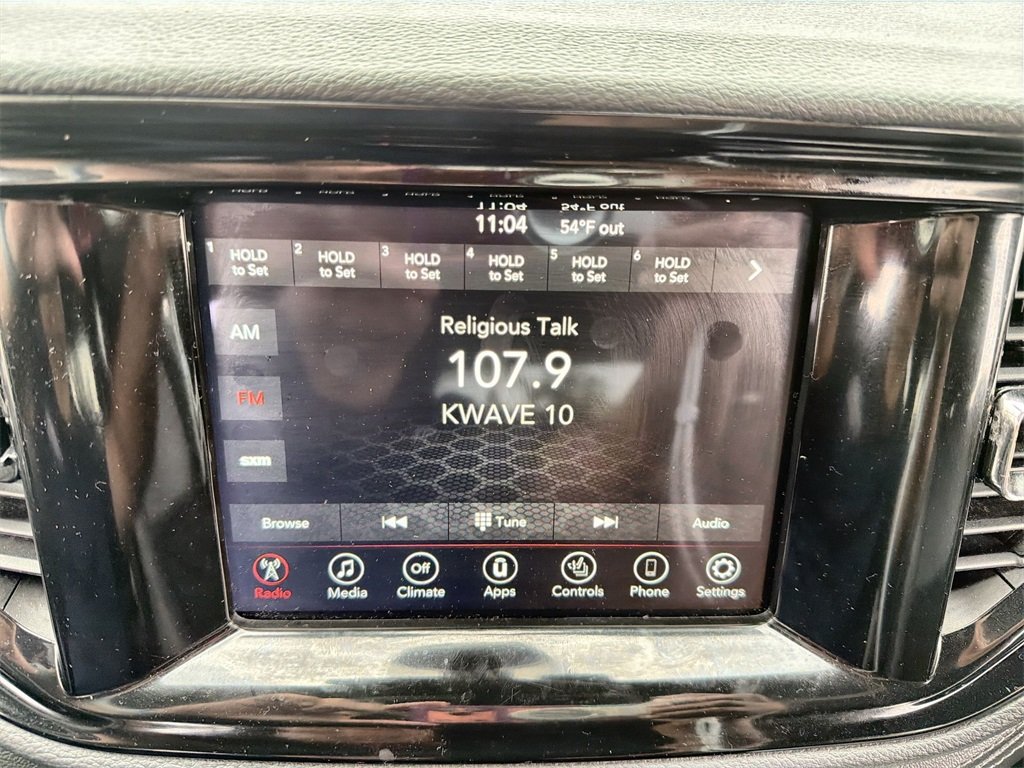 11:04 54°F out
1 HOLD to Set 2 HOLD to Set 3 HOLD to Set 4 HOLD to Set 5 HOLD to Set 6 HOLD to Set
AM
Religious Talk
107.9
FM
KWAVE 10
sxm
Browse Tune Audio
Off
Radio Media Climate Apps Controls Phone Settings